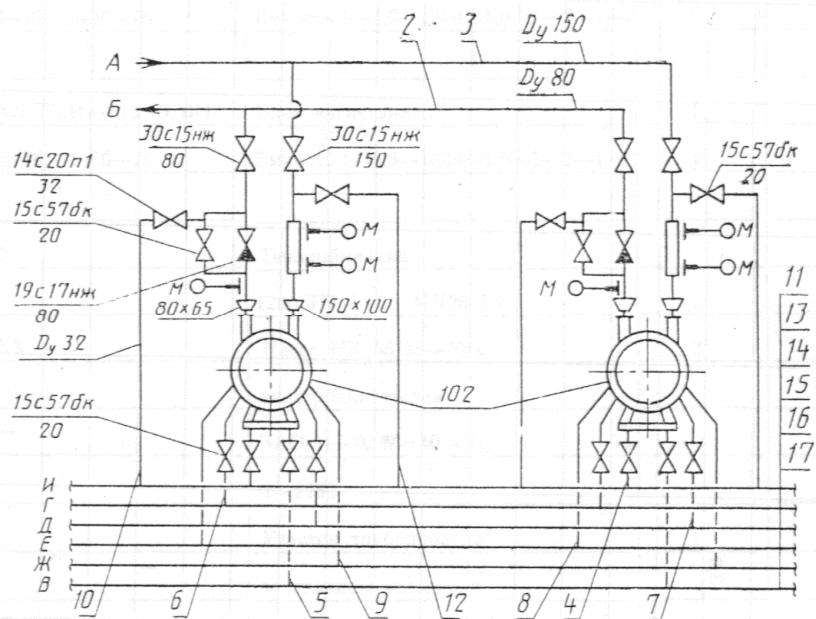 2 3 Dу 150
А
Dу 80
Б
30с15нж
80
30с15нж
150
14с20п1
32
15с57бк
20
15с57бк
20
М
М
М
М
М
М
19с17нж
80
80×65
150×100
11
13
14
15
16
17
Dу 32
102
15с57бк
20
И
Г
Д
Е
Ж
В
10 6 5 9 12 8 4 7